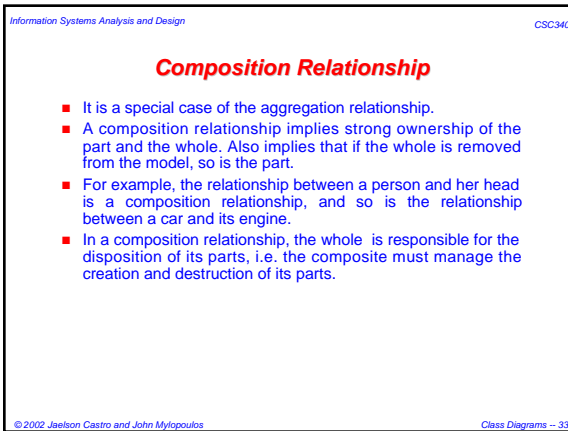 Information Systems Analysis and Design CSC340
Composition Relationship
■ It is a special case of the aggregation relationship.
■ A composition relationship implies strong ownership of the
part and the whole. Also implies that if the whole is removed
from the model, so is the part.
■ For example, the relationship between a person and her head
is a composition relationship, and so is the relationship
between a car and its engine.
■ In a composition relationship, the whole is responsible for the
disposition of its parts, i.e. the composite must manage the
creation and destruction of its parts.
© 2002 Jaelson Castro and John Mylopoulos Class Diagrams -- 33